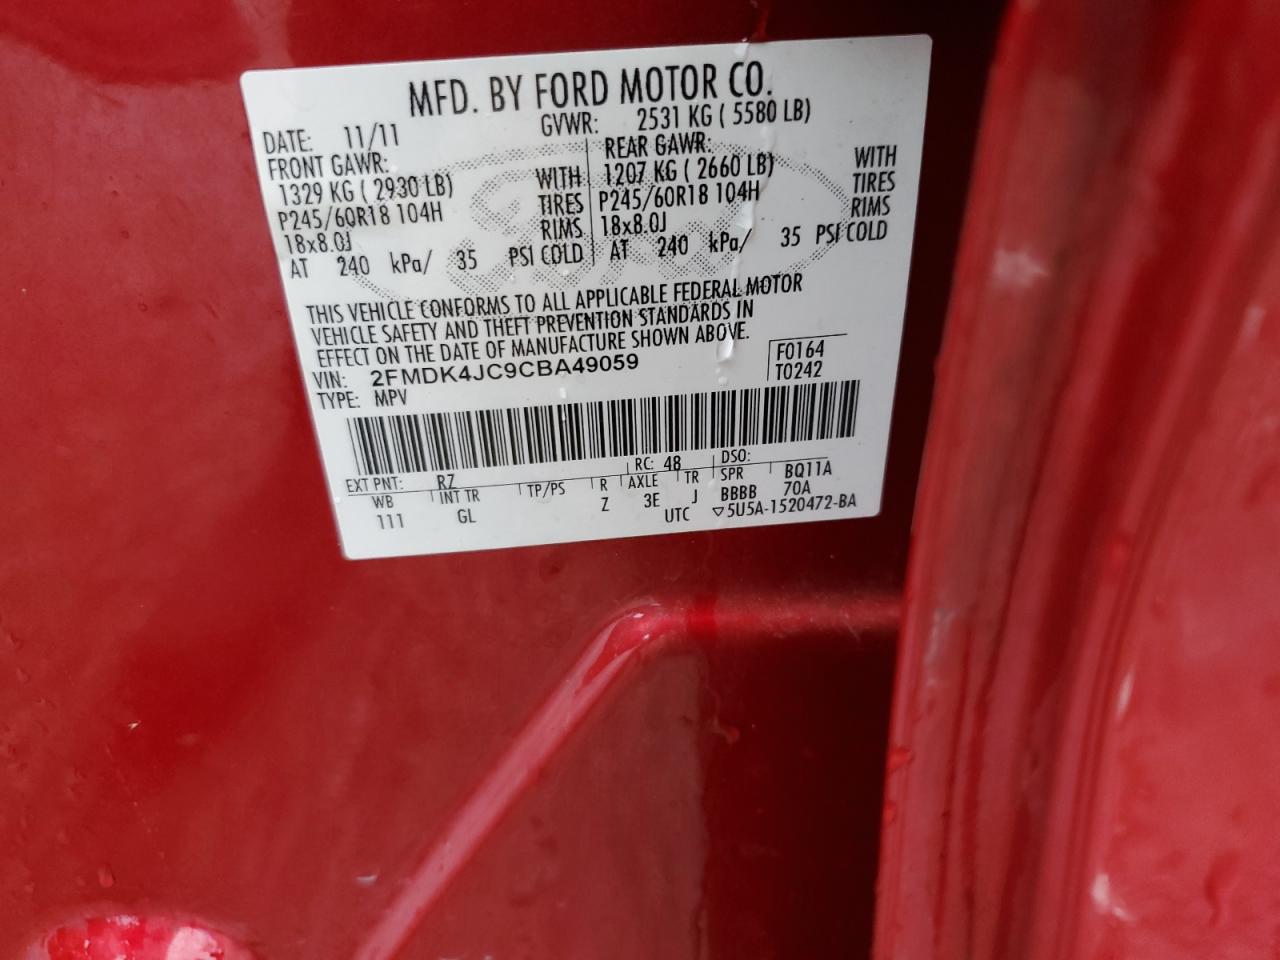 MFD. BY FORD MOTOR CO.
DATE: 11/11 GVWR: 2531 KG ( 5580 LB)
FRONT GAWR: REAR GAWR:
1329 KG ( 2930 LB) WITH 1207 KG ( 2660 LB) WITH
P245/60R18 104H TIRES P245/60R18 104H TIRES
18x8.0J RIMS 18x8.0J RIMS
AT 240 kPa/ 35 PSI COLD AT 240 kPa/ 35 PSI COLD
THIS VEHICLE CONFORMS TO ALL APPLICABLE FEDERAL MOTOR
VEHICLE SAFETY AND THEFT PREVENTION STANDARDS IN
EFFECT ON THE DATE OF MANUFACTURE SHOWN ABOVE.
VIN: 2FMDK4JC9CBA49059 F0164
TYPE: MPV T0242
EXT PNT: RZ RC: 48 DSO:
WB INT TR TP/PS R AXLE TR SPR BQ11A
111 GL Z 3E J BBBB 70A
UTC ▽5U5A-1520472-BA